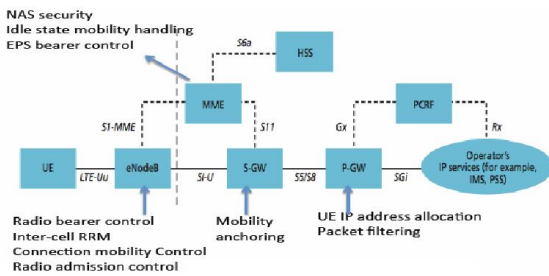 NAS security
Idle state mobility handling
EPS bearer control
S6a
HSS
MME
PCRF
S1-MME
S11
Gx
Rx
UE
LTE-Uu
eNodeB
SI-U
S-GW
S5/S8
P-GW
SGi
Operator's
IP services (for example,
IMS, PSS)
Radio bearer control
Inter-cell RRM
Connection mobility Control
Radio admission control
Mobility
anchoring
UE IP address allocation
Packet filtering